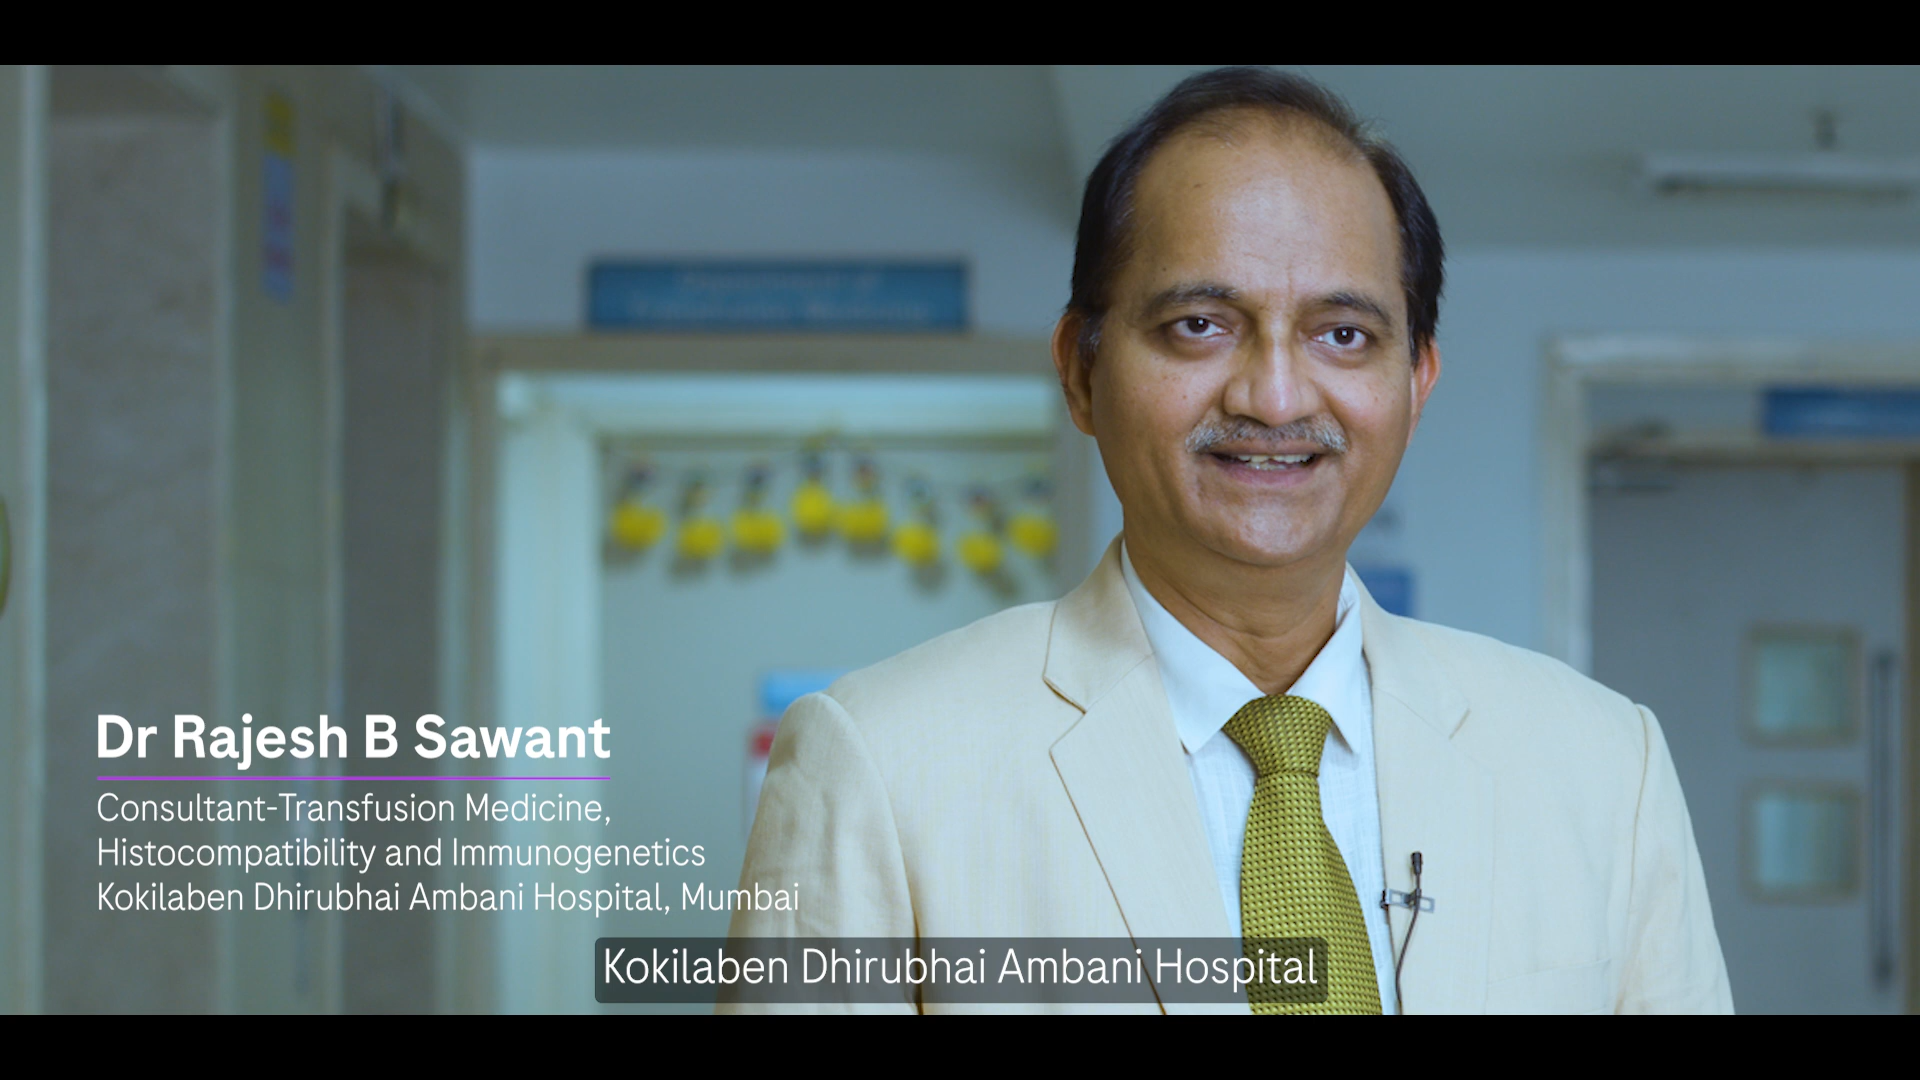 Dr Rajesh B Sawant
Consultant-Transfusion Medicine,
Histocompatibility and Immunogenetics
Kokilaben Dhirubhai Ambani Hospital, Mumbai
Kokilaben Dhirubhai Ambani Hospital